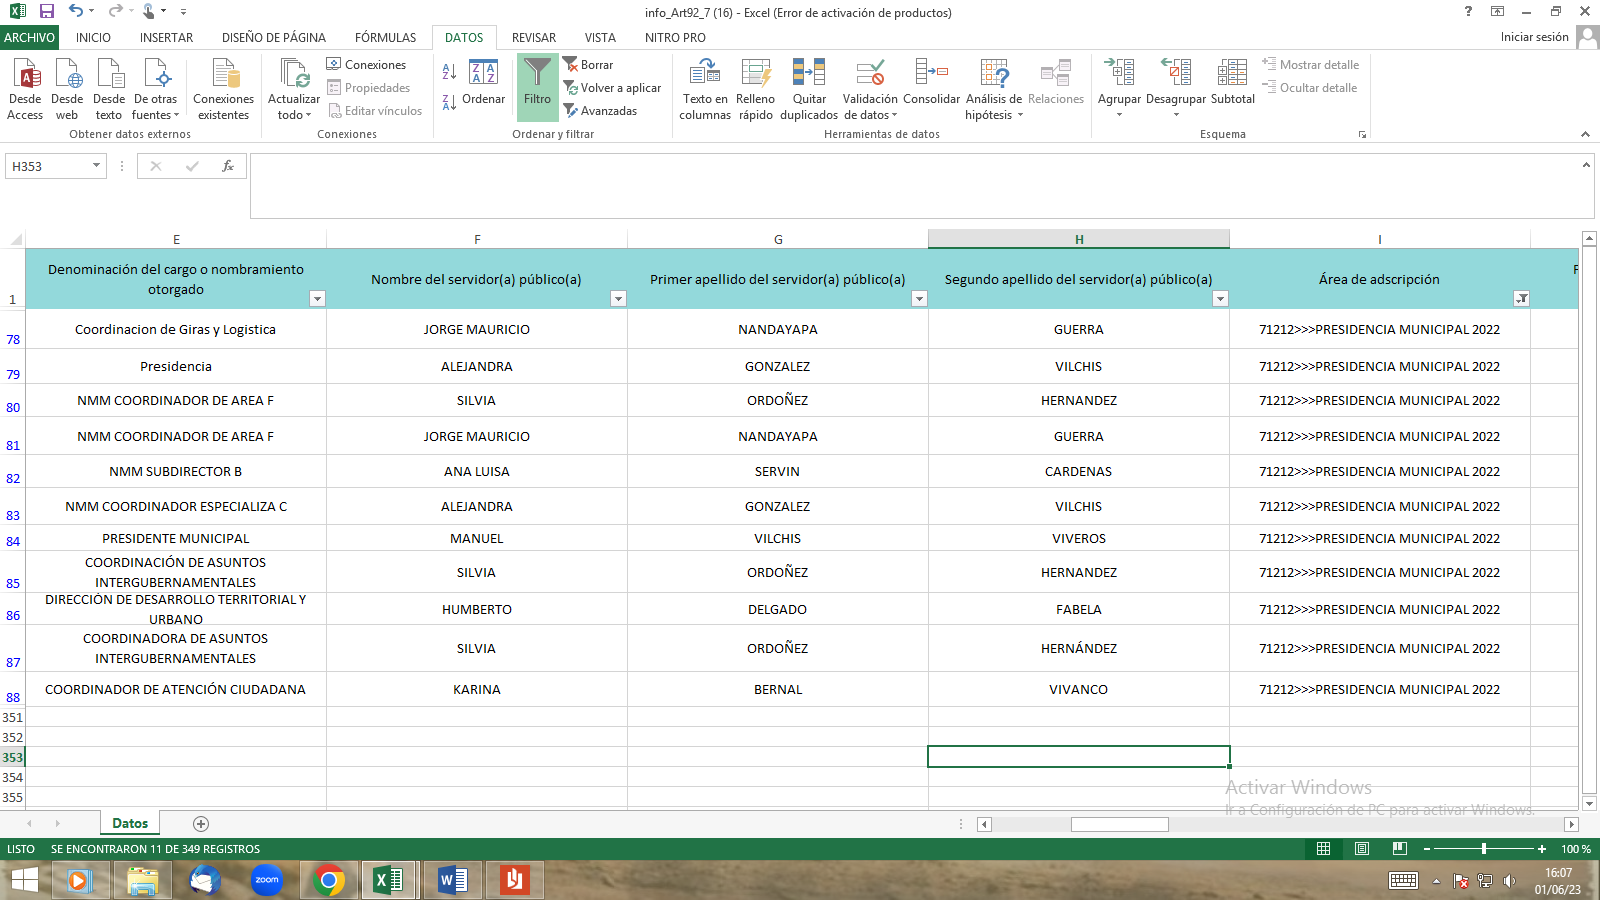 info_Art92_7 (16) - Excel (Error de activación de productos)
ARCHIVO INICIO INSERTAR DISEÑO DE PÁGINA FÓRMULAS DATOS REVISAR VISTA NITRO PRO Iniciar sesión
Desde Access
Desde web
Desde texto
De otras fuentes
Conexiones existentes
Obtener datos externos
Actualizar todo
Conexiones
Propiedades
Editar vínculos
Conexiones
Ordenar
Filtro
Borrar
Volver a aplicar
Avanzadas
Ordenar y filtrar
Texto en columnas
Relleno rápido
Quitar duplicados
Validación de datos
Consolidar
Análisis de hipótesis
Relaciones
Herramientas de datos
Agrupar
Desagrupar
Subtotal
Mostrar detalle
Ocultar detalle
Esquema
H353 fx
E F G H I
1 Denominación del cargo o nombramiento otorgado Nombre del servidor(a) público(a) Primer apellido del servidor(a) público(a) Segundo apellido del servidor(a) público(a) Área de adscripción
78 Coordinacion de Giras y Logistica JORGE MAURICIO NANDAYAPA GUERRA 71212>>>PRESIDENCIA MUNICIPAL 2022
79 Presidencia ALEJANDRA GONZALEZ VILCHIS 71212>>>PRESIDENCIA MUNICIPAL 2022
80 NMM COORDINADOR DE AREA F SILVIA ORDOÑEZ HERNANDEZ 71212>>>PRESIDENCIA MUNICIPAL 2022
81 NMM COORDINADOR DE AREA F JORGE MAURICIO NANDAYAPA GUERRA 71212>>>PRESIDENCIA MUNICIPAL 2022
82 NMM SUBDIRECTOR B ANA LUISA SERVIN CARDENAS 71212>>>PRESIDENCIA MUNICIPAL 2022
83 NMM COORDINADOR ESPECIALIZA C ALEJANDRA GONZALEZ VILCHIS 71212>>>PRESIDENCIA MUNICIPAL 2022
84 PRESIDENTE MUNICIPAL MANUEL VILCHIS VIVEROS 71212>>>PRESIDENCIA MUNICIPAL 2022
85 COORDINACIÓN DE ASUNTOS INTERGUBERNAMENTALES SILVIA ORDOÑEZ HERNANDEZ 71212>>>PRESIDENCIA MUNICIPAL 2022
86 DIRECCIÓN DE DESARROLLO TERRITORIAL Y URBANO HUMBERTO DELGADO FABELA 71212>>>PRESIDENCIA MUNICIPAL 2022
87 COORDINADORA DE ASUNTOS INTERGUBERNAMENTALES SILVIA ORDOÑEZ HERNÁNDEZ 71212>>>PRESIDENCIA MUNICIPAL 2022
88 COORDINADOR DE ATENCIÓN CIUDADANA KARINA BERNAL VIVANCO 71212>>>PRESIDENCIA MUNICIPAL 2022
351
352
353
354
355
Activar Windows
Ir a Configuración de PC para activar Windows.
Datos
LISTO SE ENCONTRARON 11 DE 349 REGISTROS 100 %
zoom
16:07
01/06/23